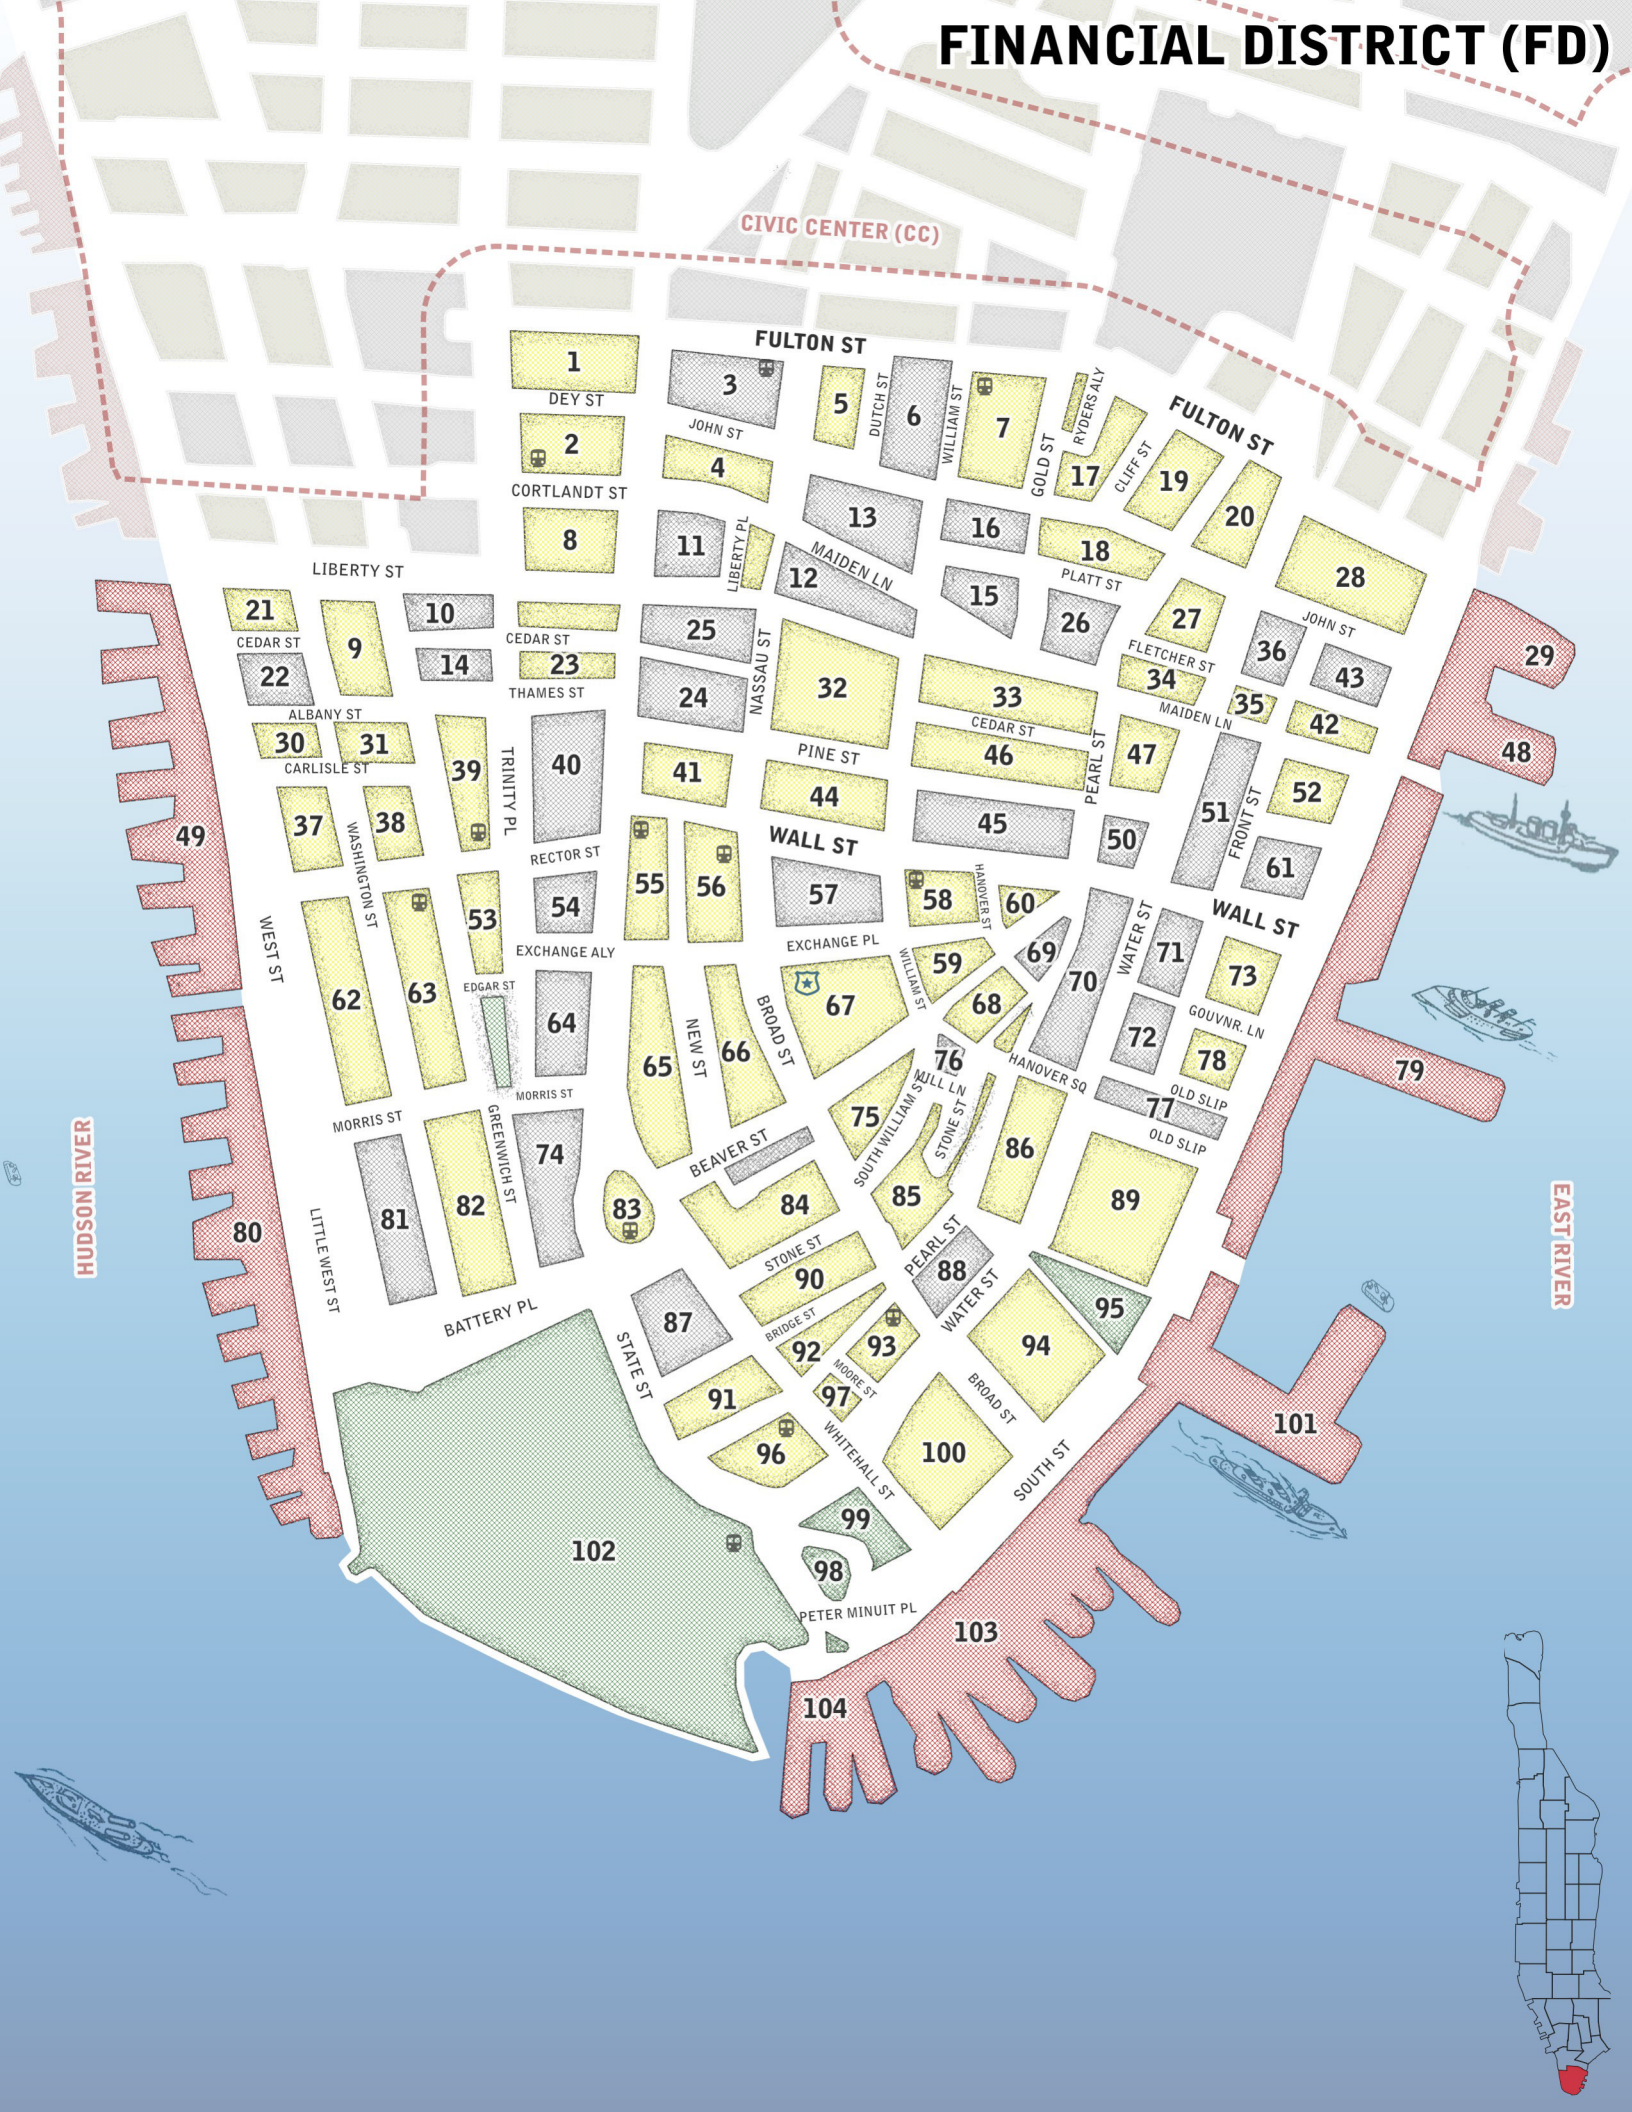 FINANCIAL DISTRICT (FD)
CIVIC CENTER (CC)
FULTON ST
1
3
5
DUTCH ST
6
WILLIAM ST
7
RYDERS ALY
FULTON ST
DEY ST
JOHN ST
2
4
GOLD ST
17
CLIFF ST
19
20
CORTLANDT ST
8
11
LIBERTY PL
13
16
18
MAIDEN LN
12
PLATT ST
28
LIBERTY ST
15
21
9
10
25
26
27
JOHN ST
CEDAR ST
CEDAR ST
NASSAU ST
FLETCHER ST
36
29
22
14
23
24
32
33
34
43
THAMES ST
35
ALBANY ST
MAIDEN LN
42
30
31
CEDAR ST
48
CARLISLE ST
39
TRINITY PL
40
41
PINE ST
46
PEARL ST
47
52
44
51
FRONT ST
37
WASHINGTON ST
38
49
WALL ST
45
50
61
RECTOR ST
55
56
57
58
HANOVER ST
60
WALL ST
53
54
EXCHANGE PL
WATER ST
71
WEST ST
EXCHANGE ALY
59
WILLIAM ST
69
70
73
EDGAR ST
62
63
64
67
68
GOUVNR. LN
NEW ST
66
BROAD ST
76
72
78
79
65
MILL LN
HANOVER SQ
OLD SLIP
MORRIS ST
MORRIS ST
75
SOUTH WILLIAM ST
STONE ST
77
OLD SLIP
HUDSON RIVER
GREENWICH ST
74
BEAVER ST
86
80
81
82
83
84
85
89
EAST RIVER
LITTLE WEST ST
STONE ST
PEARL ST
88
90
WATER ST
95
BATTERY PL
87
BRIDGE ST
STATE ST
92
93
94
MOORE ST
91
97
BROAD ST
101
96
WHITEHALL ST
100
SOUTH ST
99
102
98
PETER MINUIT PL
103
104